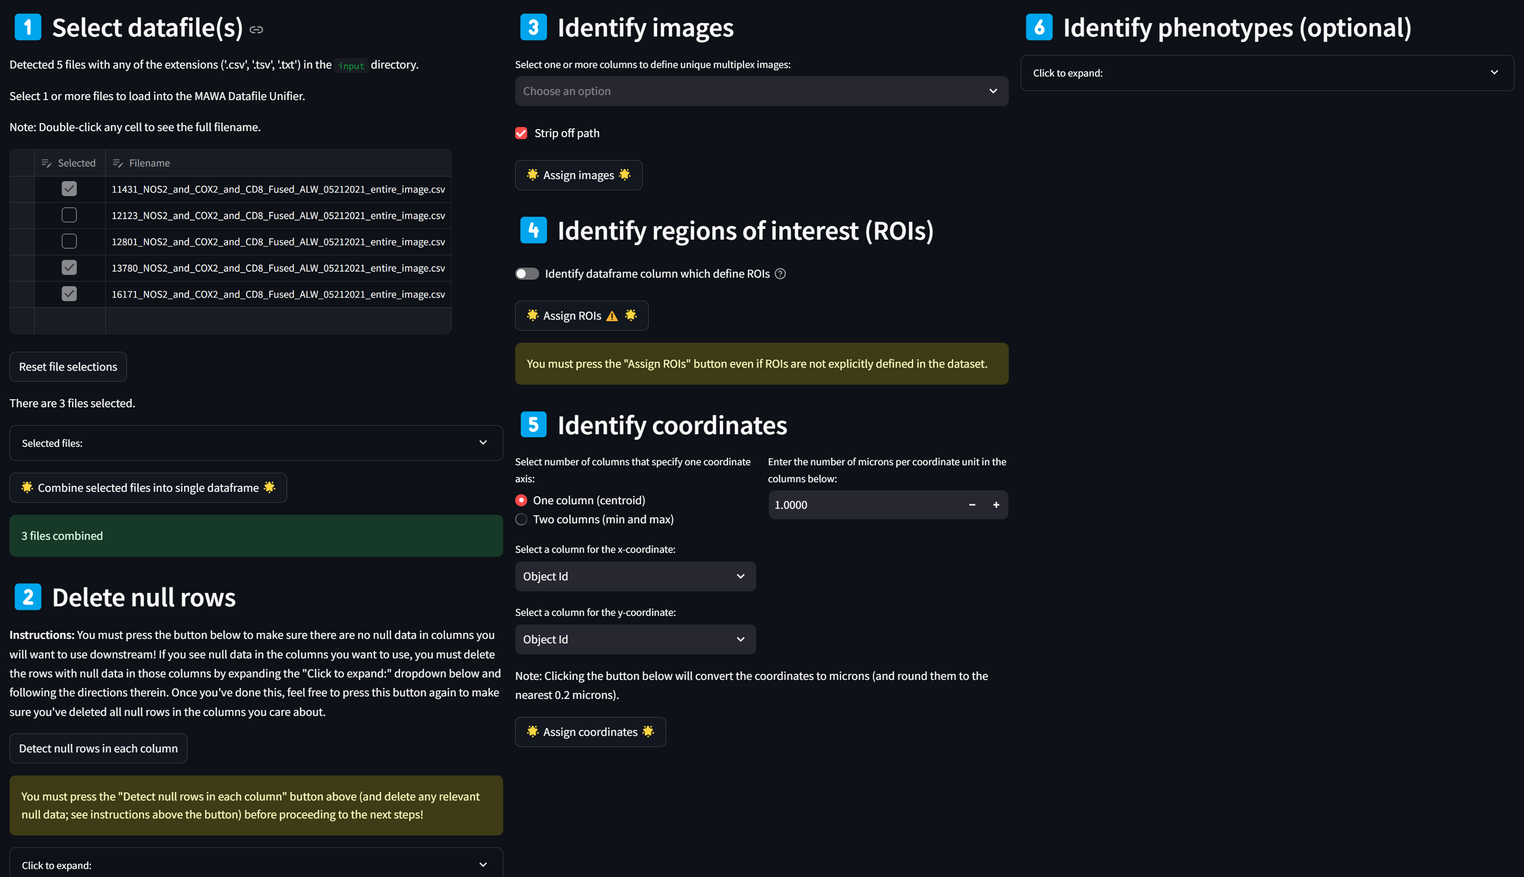 1 Select datafile(s)
Detected 5 files with any of the extensions ('.csv', '.tsv', '.txt') in the input directory.
Select 1 or more files to load into the MAWA Datafile Unifier.
Note: Double-click any cell to see the full filename.
Selected Filename
11431_NOS2_and_COX2_and_CD8_Fused_ALW_05212021_entire_image.csv
12123_NOS2_and_COX2_and_CD8_Fused_ALW_05212021_entire_image.csv
12801_NOS2_and_COX2_and_CD8_Fused_ALW_05212021_entire_image.csv
13780_NOS2_and_COX2_and_CD8_Fused_ALW_05212021_entire_image.csv
16171_NOS2_and_COX2_and_CD8_Fused_ALW_05212021_entire_image.csv
Reset file selections
There are 3 files selected.
Selected files:
🌟 Combine selected files into single dataframe 🌟
3 files combined
2 Delete null rows
Instructions: You must press the button below to make sure there are no null data in columns you
will want to use downstream! If you see null data in the columns you want to use, you must delete
the rows with null data in those columns by expanding the "Click to expand:" dropdown below and
following the directions therein. Once you've done this, feel free to press this button again to make
sure you've deleted all null rows in the columns you care about.
Detect null rows in each column
You must press the "Detect null rows in each column" button above (and delete any relevant
null data; see instructions above the button) before proceeding to the next steps!
Click to expand:
3 Identify images
Select one or more columns to define unique multiplex images:
Choose an option
Strip off path
🌟 Assign images 🌟
4 Identify regions of interest (ROIs)
Identify dataframe column which define ROIs
🌟 Assign ROIs ⚠️ 🌟
You must press the "Assign ROIs" button even if ROIs are not explicitly defined in the dataset.
5 Identify coordinates
Select number of columns that specify one coordinate
axis:
One column (centroid)
Two columns (min and max)
Enter the number of microns per coordinate unit in the
columns below:
1.0000
Select a column for the x-coordinate:
Object Id
Select a column for the y-coordinate:
Object Id
Note: Clicking the button below will convert the coordinates to microns (and round them to the
nearest 0.2 microns).
🌟 Assign coordinates 🌟
6 Identify phenotypes (optional)
Click to expand: